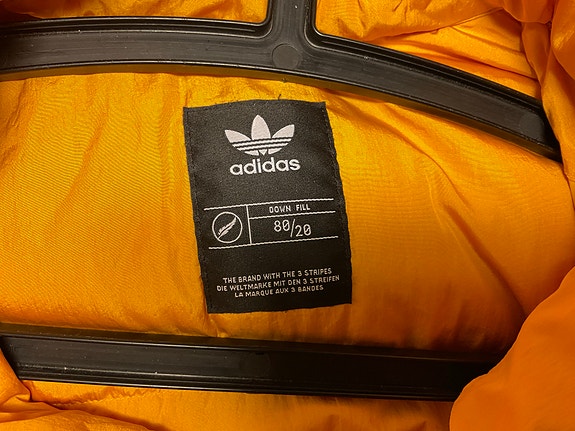 adidas
DOWN FILL
80/20
THE BRAND WITH THE 3 STRIPES
DIE WELTMARKE MIT DEN 3 STREIFEN
LA MARQUE AUX 3 BANDES